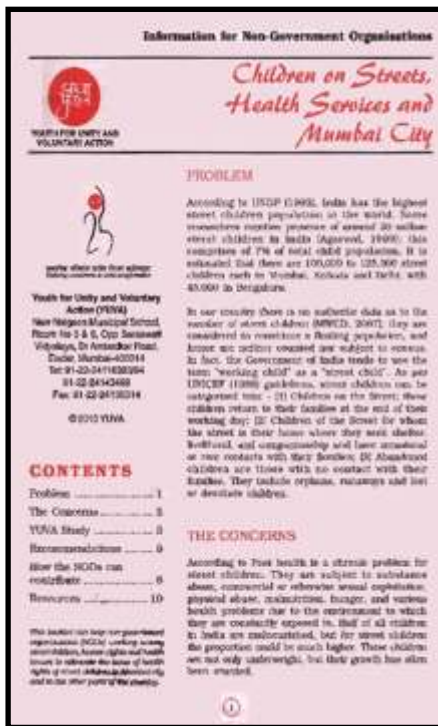 Information for Non-Government Organisations
Children on Streets,
Health Services and
Mumbai City
YOUTH FOR UNITY AND
VOLUNTARY ACTION
Youth for Unity and Voluntary
Action (YUVA)
Municipal School,
Room No 5 & 6, Opp Saraswati
Vidyalaya, Dr Ambedkar Road,
Dadar, Mumbai-400014
©2010 YUVA
CONTENTS
Problem 1
The Concerns
YUVA Study
Recommendations
How the NGOs can
contribute
Resources 10
PROBLEM
According to UNDP (1993), India has the highest
street children population in the world. Some
researchers mention presence of around 20 million
street children in India (Agarwal, 1999); this
comprises of 7% of total child population. It is
estimated that there are 100,000 to 125,000 street
children each in Mumbai, Kolkata and Delhi, with
45,000 in Bengaluru.
In our country there is no authentic data as to the
number of street children (MWCD, 2007); they are
considered to constitute a floating population, and
hence are neither counted nor subject to census.
In fact, the Government of India tends to use the
term "working child" as a "street child". As per
UNICEF (1988) guidelines, street children can be
categorised into - (1) Children on the Street; these
children return to their families at the end of their
working day; (2) Children of the Street for whom
the street is their home where they seek shelter,
livelihood, and companionship and have occasional
or rare contacts with their families; (3) Abandoned
children are those with no contact with their
families. They include orphans, runaways and lost
or destitute children.
THE CONCERNS
According to Poor health is a chronic problem for
street children. They are subject to substance
abuse, commercial or otherwise sexual exploitation,
physical abuse, malnutrition, hunger, and various
health problems due to the environment to which
they are constantly exposed to. Half of all children
in India are malnourished, but for street children
the proportion could be much higher. These children
are not only underweight, but their growth has often
been stunted.